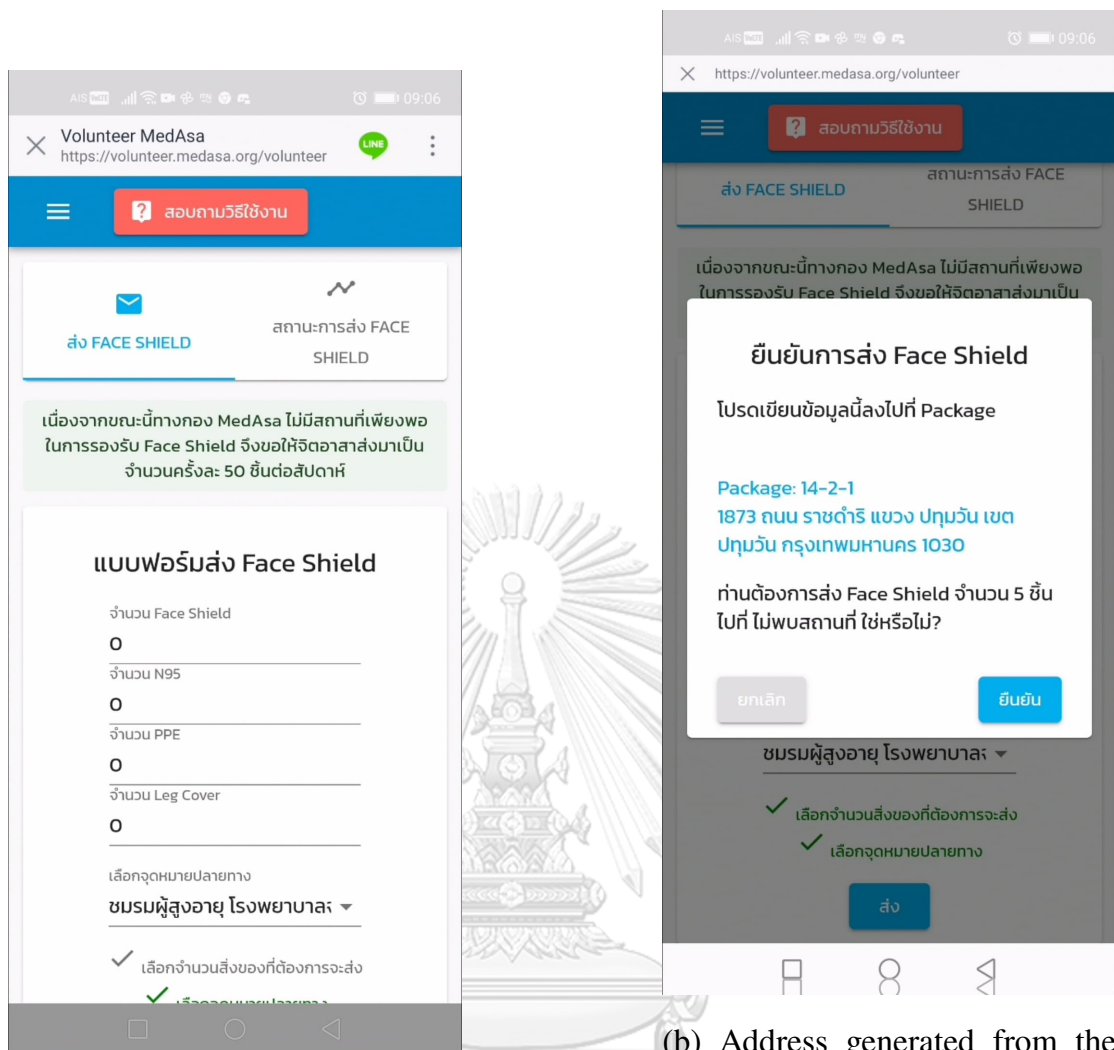 AIS 09:06
Volunteer MedAsa
https://volunteer.medasa.org/volunteer
LINE
สอบถามวิธีใช้งาน
ส่ง FACE SHIELD
สถานะการส่ง FACE
SHIELD
เนื่องจากขณะนี้ทางกอง MedAsa ไม่มีสถานที่เพียงพอ
ในการรองรับ Face Shield จึงขอให้จิตอาสาส่งมาเป็น
จำนวนครั้งละ 50 ชิ้นต่อสัปดาห์
แบบฟอร์มส่ง Face Shield
จำนวน Face Shield
0
จำนวน N95
0
จำนวน PPE
0
จำนวน Leg Cover
0
เลือกจุดหมายปลายทาง
ชมรมผู้สูงอายุ โรงพยาบาล
เลือกจำนวนสิ่งของที่ต้องการจะส่ง
เลือกจุดหมายปลายทาง
AIS 09:06
https://volunteer.medasa.org/volunteer
สอบถามวิธีใช้งาน
ส่ง FACE SHIELD
สถานะการส่ง FACE
SHIELD
เนื่องจากขณะนี้ทางกอง MedAsa ไม่มีสถานที่เพียงพอ
ในการรองรับ Face Shield จึงขอให้จิตอาสาส่งมาเป็น
ยืนยันการส่ง Face Shield
โปรดเขียนข้อมูลนี้ลงไปที่ Package
Package: 14-2-1
1873 ถนน ราชดำริ แขวง ปทุมวัน เขต
ปทุมวัน กรุงเทพมหานคร 1030
ท่านต้องการส่ง Face Shield จำนวน 5 ชิ้น
ไปที่ ไม่พบสถานที่ ใช่หรือไม่?
ยกเลิก
ยืนยัน
ชมรมผู้สูงอายุ โรงพยาบาล
เลือกจำนวนสิ่งของที่ต้องการจะส่ง
เลือกจุดหมายปลายทาง
ส่ง
(b) Address generated from the